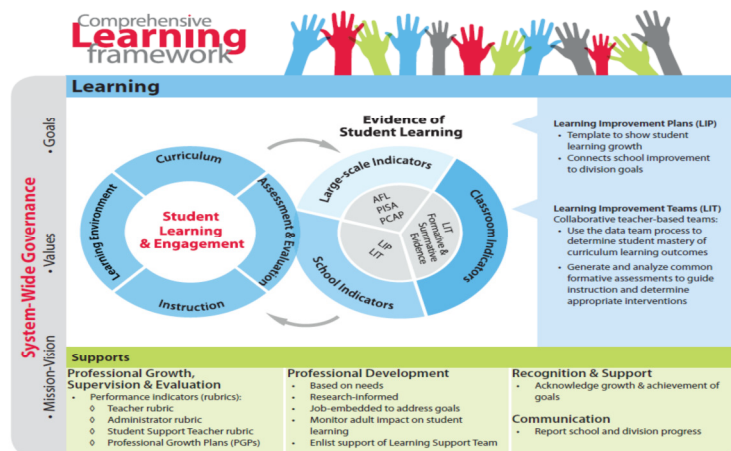 Comprehensive
Learning
framework
Learning
System-Wide Governance
• Mission-Vision
• Values
• Goals
Curriculum
Learning Environment
Assessment & Evaluation
Instruction
Student
Learning
& Engagement
Evidence of
Student Learning
Large-scale Indicators
Classroom Indicators
School Indicators
AFL
PISA
PCAP
LIT
Formative &
Summative
Evidence
LIP
LIT
Learning Improvement Plans (LIP)
• Template to show student
learning growth
• Connects school improvement
to division goals
Learning Improvement Teams (LIT)
Collaborative teacher-based teams:
• Use the data team process to
determine student mastery of
curriculum learning outcomes
• Generate and analyze common
formative assessments to guide
instruction and determine
appropriate interventions
Supports
Professional Growth,
Supervision & Evaluation
• Performance indicators (rubrics):
◊ Teacher rubric
◊ Administrator rubric
◊ Student Support Teacher rubric
◊ Professional Growth Plans (PGPs)
Professional Development
• Based on needs
• Research-informed
• Job-embedded to address goals
• Monitor adult impact on student
learning
• Enlist support of Learning Support Team
Recognition & Support
• Acknowledge growth & achievement of
goals
Communication
• Report school and division progress